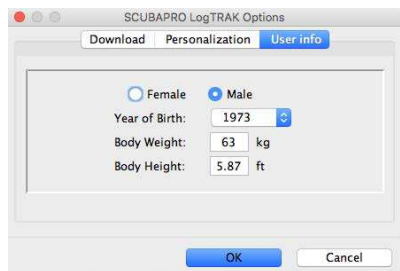 SCUBAPRO LogTRAK Options
Download Personalization User info
Female Male
Year of Birth: 1973
Body Weight: 63 kg
Body Height: 5.87 ft
OK Cancel